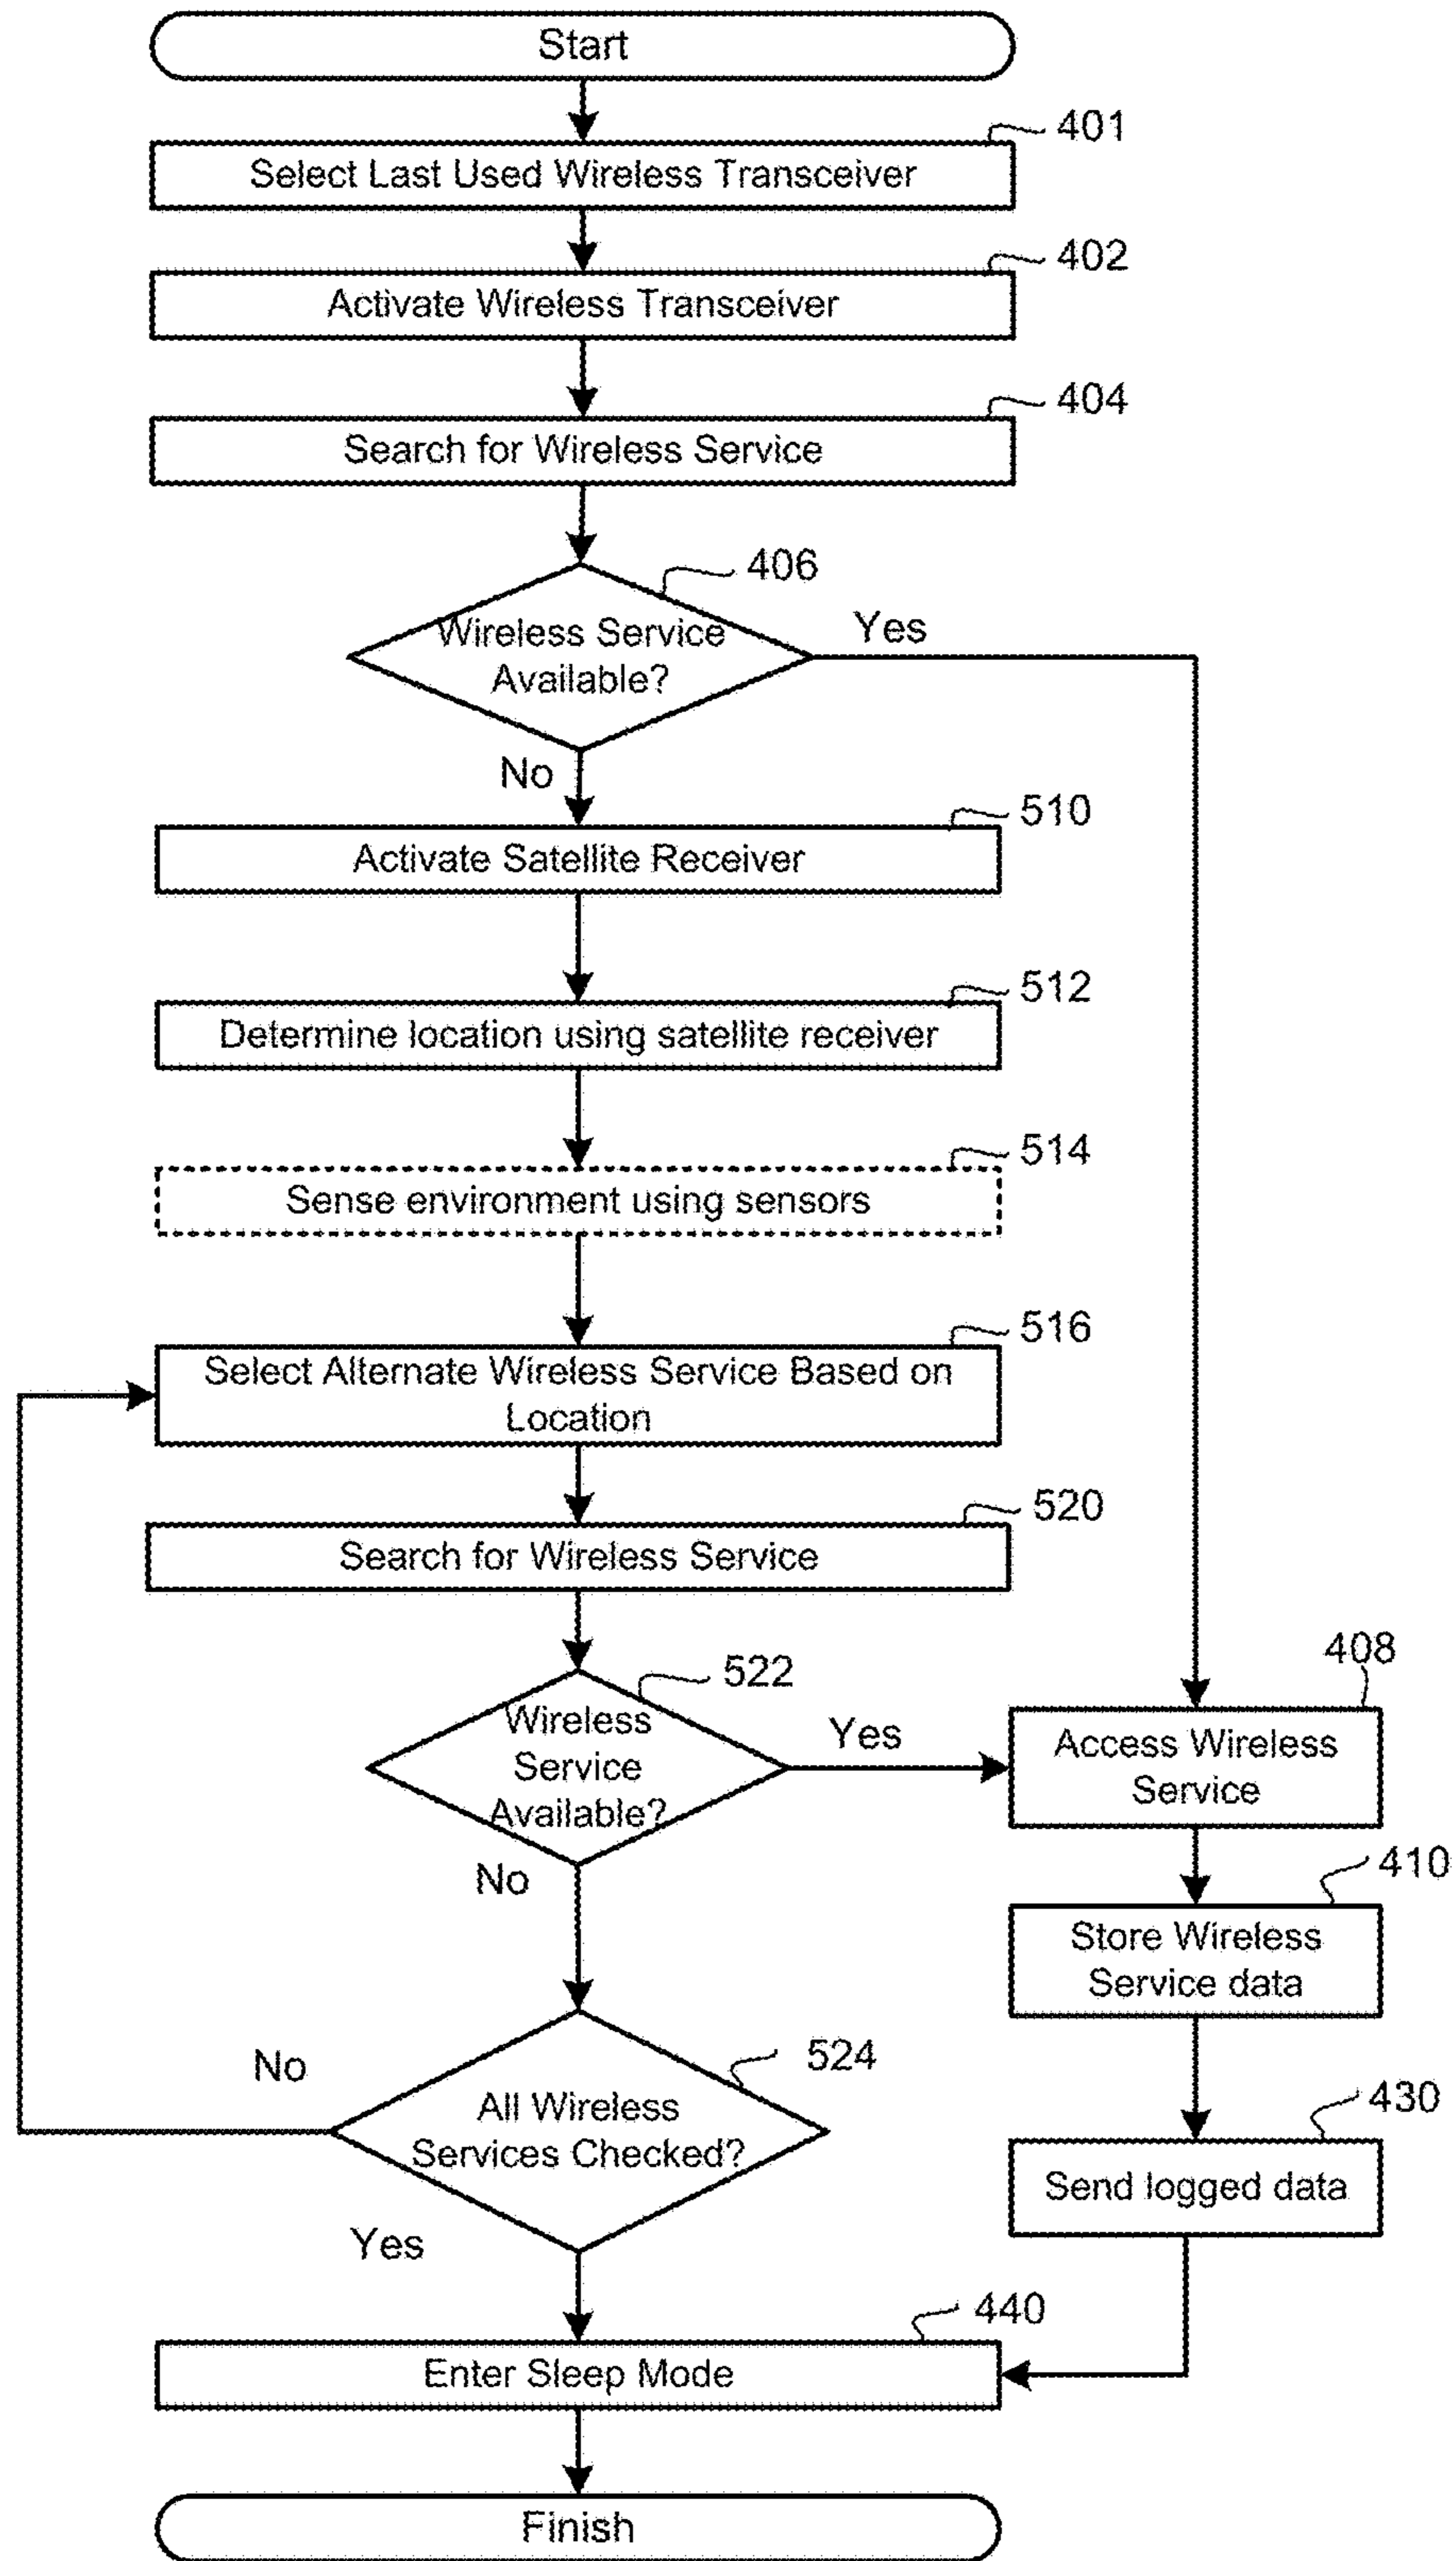 Start
401
Select Last Used Wireless Transceiver
402
Activate Wireless Transceiver
404
Search for Wireless Service
406
Wireless Service
Available?
Yes
No
510
Activate Satellite Receiver
512
Determine location using satellite receiver
514
Sense environment using sensors
516
Select Alternate Wireless Service Based on
Location
520
Search for Wireless Service
522
Wireless
Service
Available?
Yes
No
408
Access Wireless
Service
410
Store Wireless
Service data
524
All Wireless
Services Checked?
No
Yes
430
Send logged data
440
Enter Sleep Mode
Finish